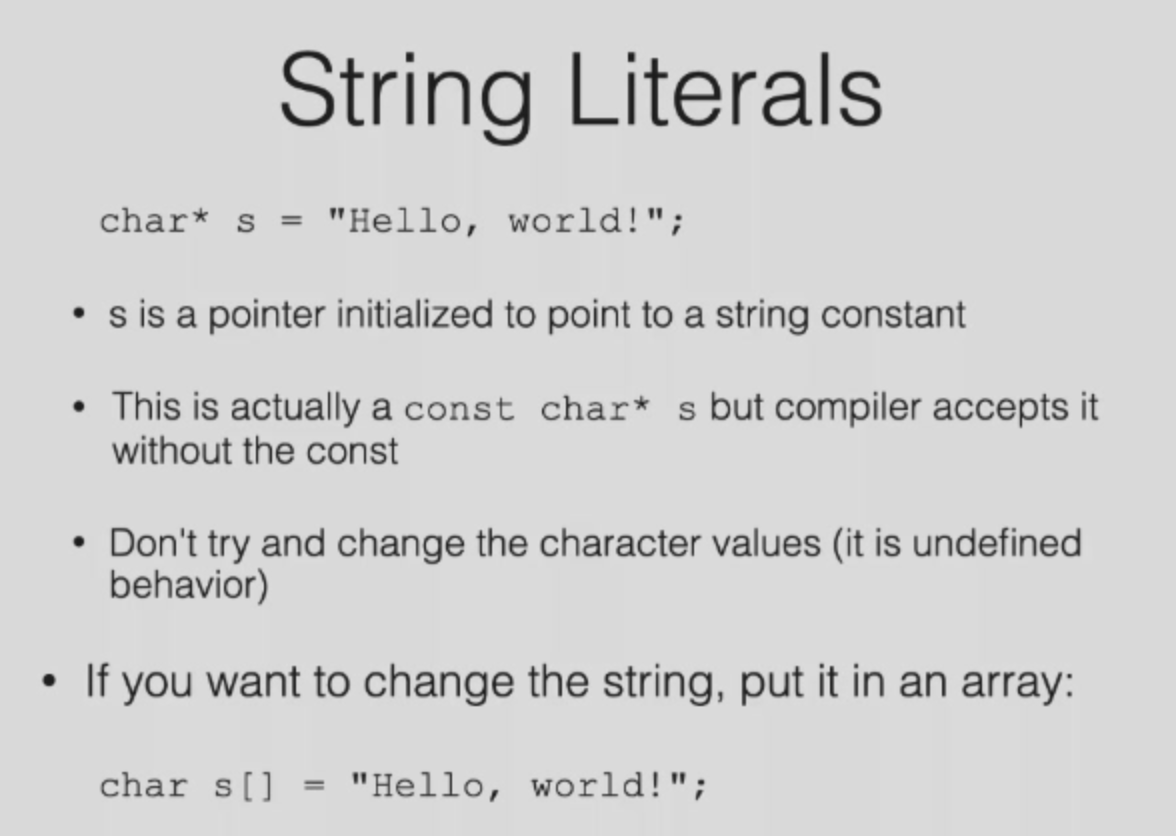 String Literals
char* s = "Hello, world!";
• s is a pointer initialized to point to a string constant
• This is actually a const char* s but compiler accepts it
without the const
• Don't try and change the character values (it is undefined
behavior)
• If you want to change the string, put it in an array:
char s[] = "Hello, world!";